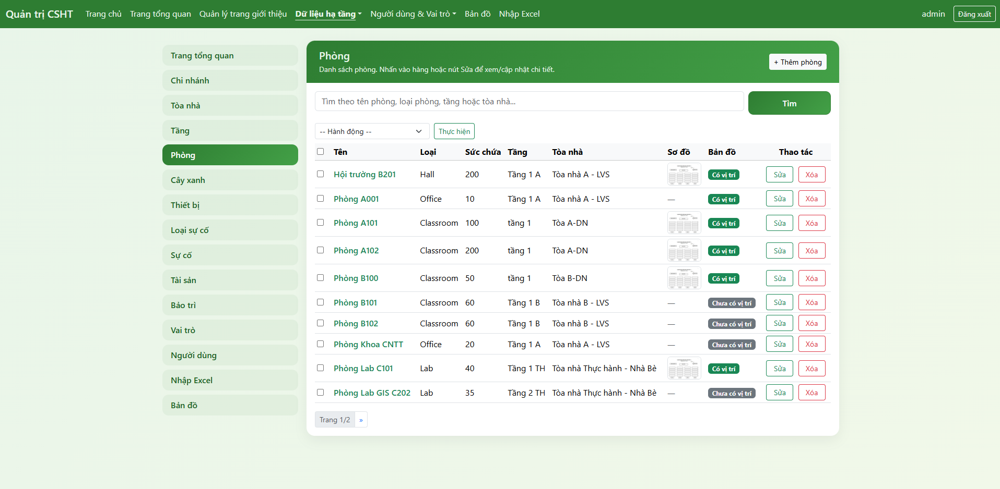 Quản trị CSHT Trang chủ Trang tổng quan Quản lý trang giới thiệu Dữ liệu hạ tầng Người dùng & Vai trò Bản đồ Nhập Excel admin Đăng xuất
Trang tổng quan
Chi nhánh
Tòa nhà
Tầng
Phòng
Cây xanh
Thiết bị
Loại sự cố
Sự cố
Tài sản
Bảo trì
Vai trò
Người dùng
Nhập Excel
Bản đồ
Phòng
Danh sách phòng. Nhấn vào hàng hoặc nút Sửa để xem/cập nhật chi tiết.
+ Thêm phòng
Tìm theo tên phòng, loại phòng, tầng hoặc tòa nhà...
Tìm
-- Hành động --
Thực hiện
Tên Loại Sức chứa Tầng Tòa nhà Sơ đồ Bản đồ Thao tác
Hội trường B201 Hall 200 Tầng 1 A Tòa nhà A - LVS Có vị trí Sửa Xóa
Phòng A001 Office 10 Tầng 1 A Tòa nhà A - LVS — Có vị trí Sửa Xóa
Phòng A101 Classroom 100 tầng 1 Tòa A-DN Có vị trí Sửa Xóa
Phòng A102 Classroom 200 tầng 1 Tòa A-DN Có vị trí Sửa Xóa
Phòng B100 Classroom 50 tầng 1 Tòa B-DN Có vị trí Sửa Xóa
Phòng B101 Classroom 60 Tầng 1 B Tòa nhà B - LVS — Chưa có vị trí Sửa Xóa
Phòng B102 Classroom 60 Tầng 1 B Tòa nhà B - LVS — Chưa có vị trí Sửa Xóa
Phòng Khoa CNTT Office 20 Tầng 1 A Tòa nhà A - LVS — Chưa có vị trí Sửa Xóa
Phòng Lab C101 Lab 40 Tầng 1 TH Tòa nhà Thực hành - Nhà Bè Có vị trí Sửa Xóa
Phòng Lab GIS C202 Lab 35 Tầng 2 TH Tòa nhà Thực hành - Nhà Bè — Chưa có vị trí Sửa Xóa
Trang 1/2 »